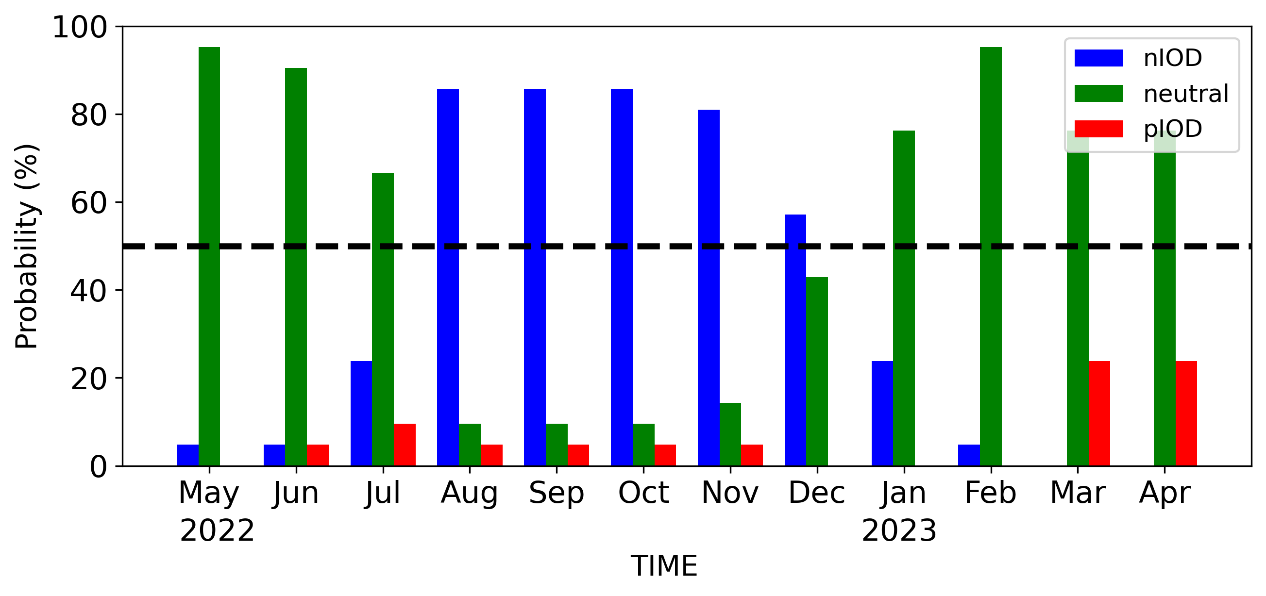 100
80
60
40
20
0
Probability (%)
nIOD
neutral
pIOD
May Jun Jul Aug Sep Oct Nov Dec Jan Feb Mar Apr
2022 2023
TIME